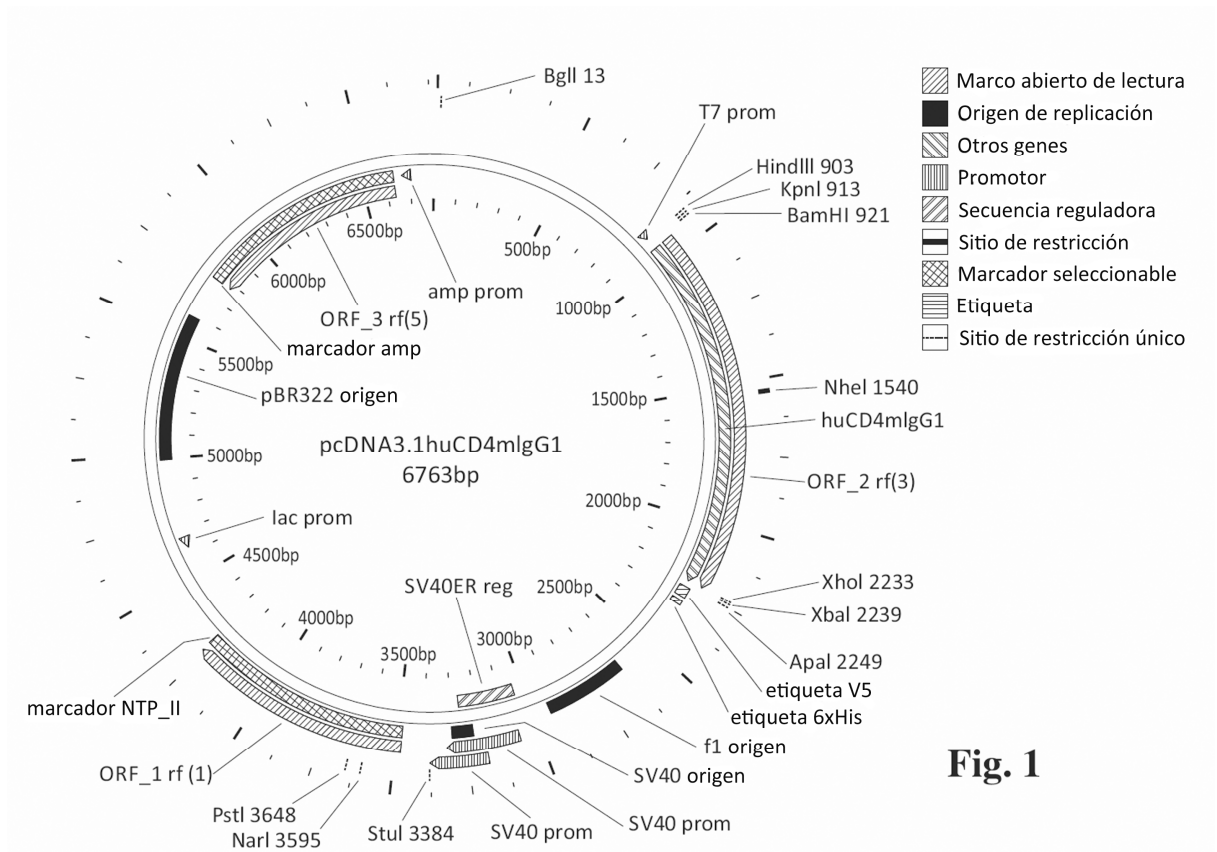 BglI 13
T7 prom
HindIII 903
KpnI 913
BamHI 921
Marco abierto de lectura
Origen de replicación
Otros genes
Promotor
Secuencia reguladora
Sitio de restricción
Marcador seleccionable
Etiqueta
Sitio de restricción único
6500bp
500bp
6000bp
amp prom
1000bp
ORF_3 rf(5)
marcador amp
5500bp
pBR322 origen
1500bp
NheI 1540
huCD4mIgG1
pcDNA3.1huCD4mIgG1
6763bp
5000bp
ORF_2 rf(3)
2000bp
lac prom
4500bp
SV40ER reg
2500bp
XhoI 2233
XbaI 2239
4000bp
3500bp
3000bp
ApaI 2249
etiqueta V5
etiqueta 6xHis
marcador NTP_II
f1 origen
SV40 origen
ORF_1 rf (1)
PstI 3648
NarI 3595
StuI 3384
SV40 prom
SV40 prom
Fig. 1